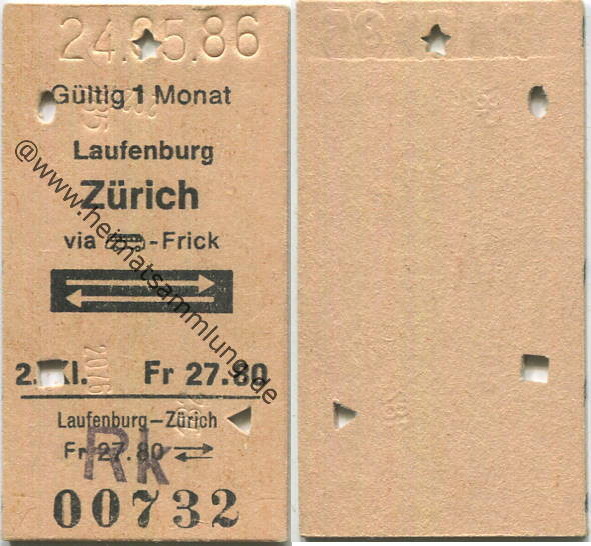 24.05.86
Gültig 1 Monat
Laufenburg
Zürich
via - Frick
2. Kl. Fr 27.80
Laufenburg - Zürich
Fr 27.80
Rk
00732
@www.heimatsammlung.de